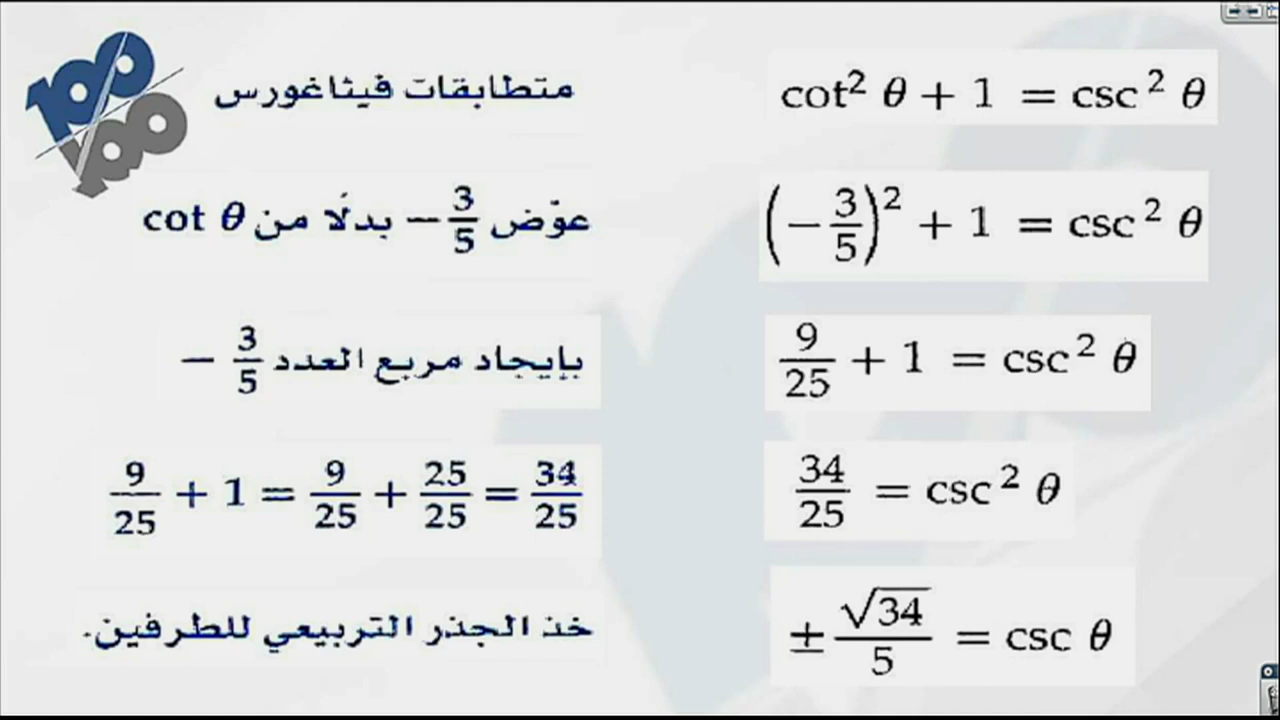 100
100
متطابقات فيثاغورس
cot² θ + 1 = csc² θ
عوّض −3/5 بدلًا من cot θ
(−3/5)² + 1 = csc² θ
بإيجاد مربع العدد −3/5
9/25 + 1 = csc² θ
9/25 + 1 = 9/25 + 25/25 = 34/25
34/25 = csc² θ
خذ الجذر التربيعي للطرفين.
±√34/5 = csc θ